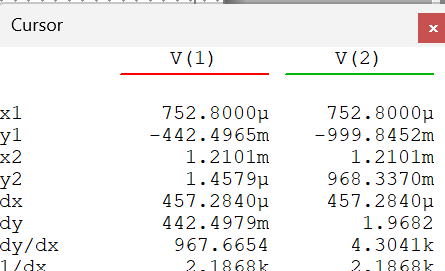 Cursor x
V(1) V(2)
x1 752.8000µ 752.8000µ
y1 -442.4965m -999.8452m
x2 1.2101m 1.2101m
y2 1.4579µ 968.3370m
dx 457.2840µ 457.2840µ
dy 442.4979m 1.9682
dy/dx 967.6654 4.3041k
1/dx 2.1868k 2.1868k